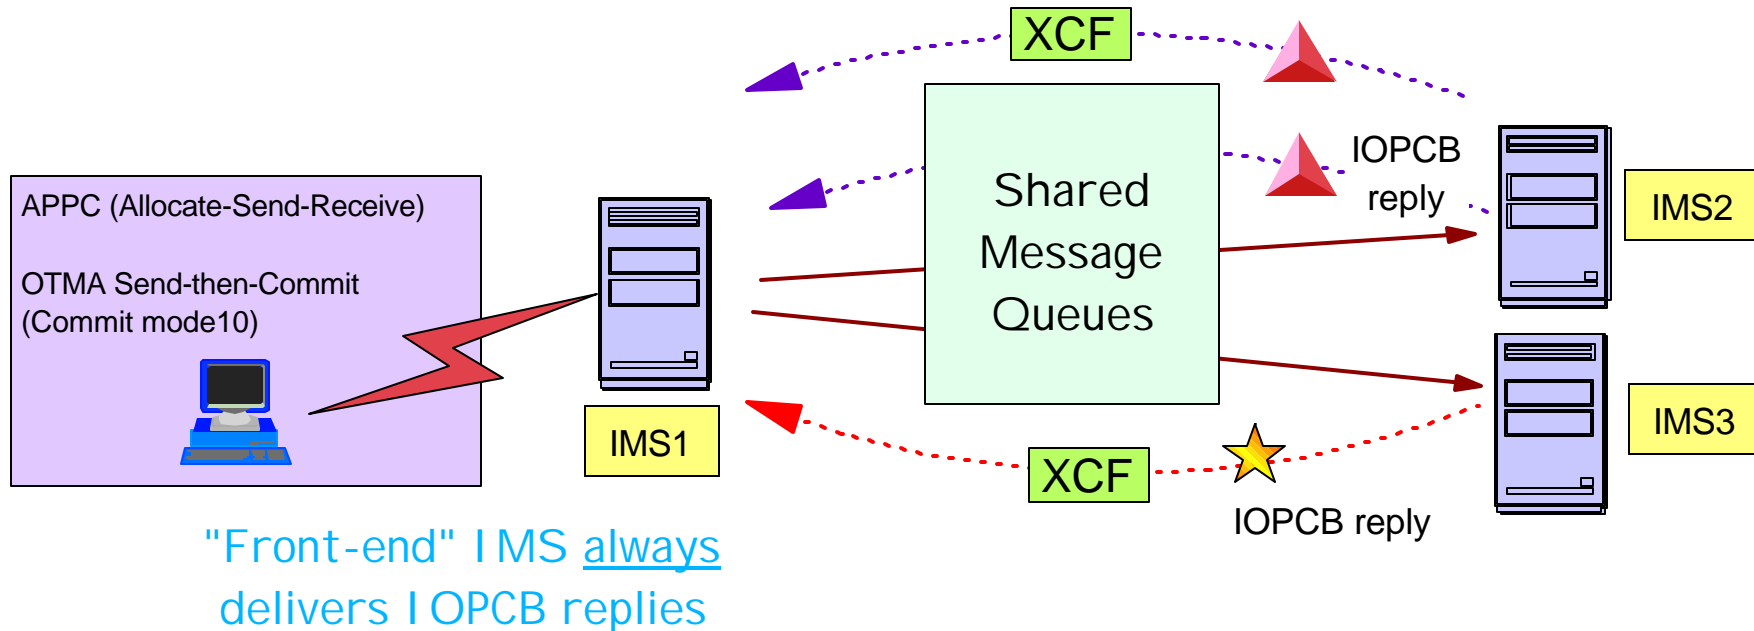 XCF
APPC (Allocate-Send-Receive)
OTMA Send-then-Commit
(Commit mode10)
IMS1
Shared
Message
Queues
IOPCB
reply
IMS2
IMS3
XCF
IOPCB reply
"Front-end" IMS always
delivers IOPCB replies